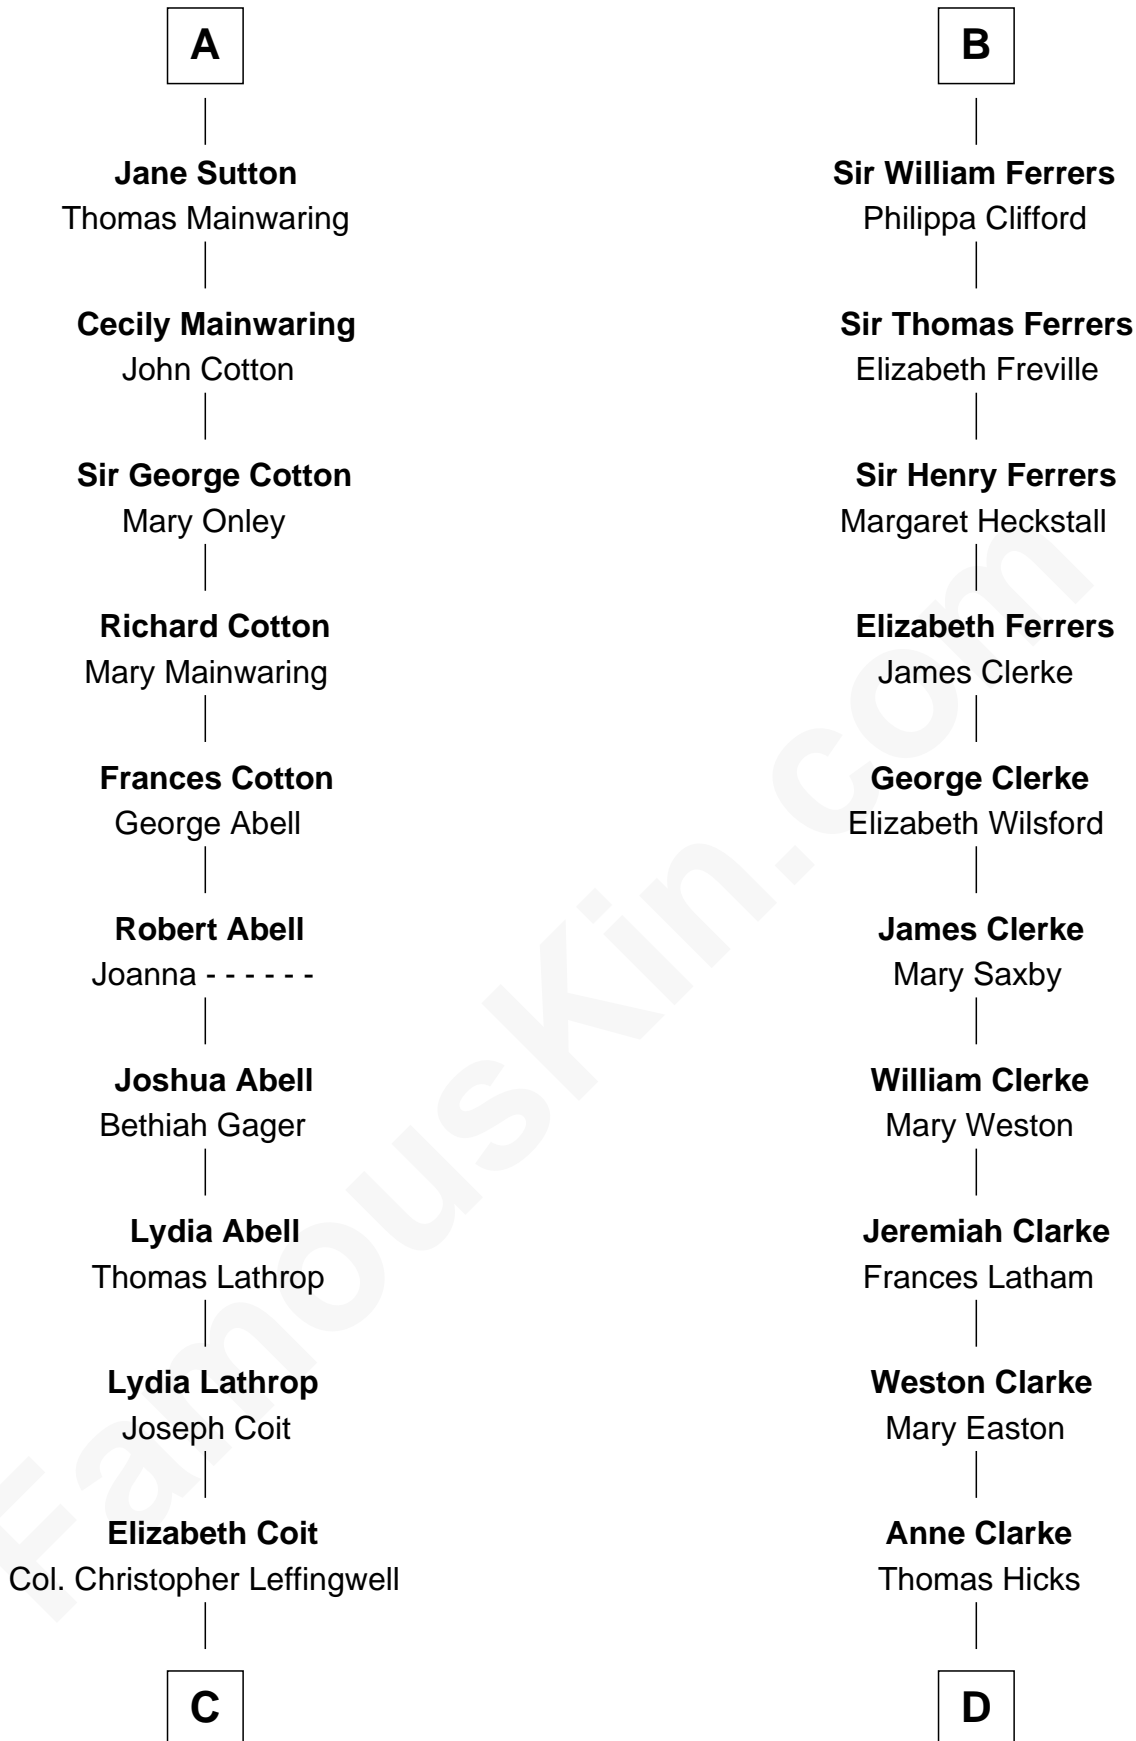 A
Jane Sutton
Thomas Mainwaring
Cecily Mainwaring
John Cotton
Sir George Cotton
Mary Onley
Richard Cotton
Mary Mainwaring
Frances Cotton
George Abell
Robert Abell
Joanna - - - - - -
Joshua Abell
Bethiah Gager
Lydia Abell
Thomas Lathrop
Lydia Lathrop
Joseph Coit
Elizabeth Coit
Col. Christopher Leffingwell
C
B
Sir William Ferrers
Philippa Clifford
Sir Thomas Ferrers
Elizabeth Freville
Sir Henry Ferrers
Margaret Heckstall
Elizabeth Ferrers
James Clerke
George Clerke
Elizabeth Wilsford
James Clerke
Mary Saxby
William Clerke
Mary Weston
Jeremiah Clarke
Frances Latham
Weston Clarke
Mary Easton
Anne Clarke
Thomas Hicks
D
FamousKin.com